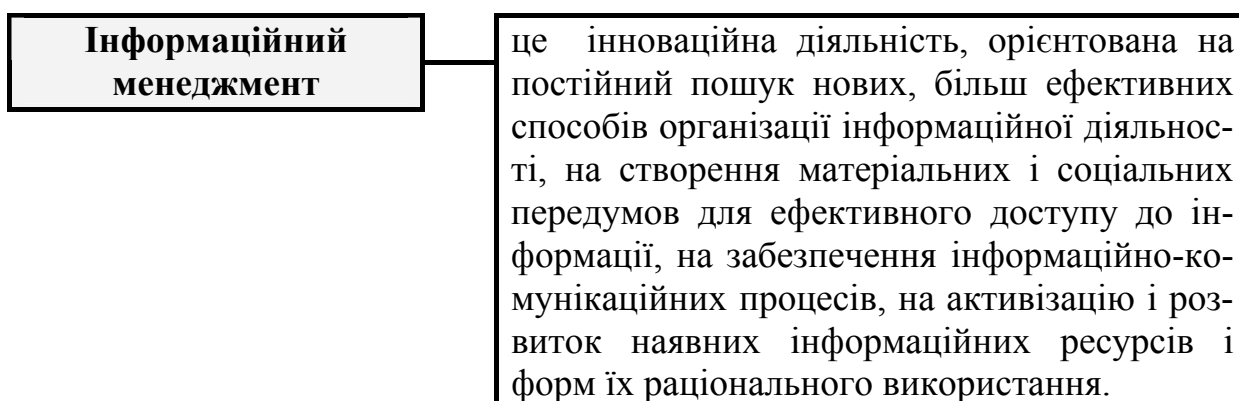 Інформаційний
менеджмент
це інноваційна діяльність, орієнтована на
постійний пошук нових, більш ефективних
способів організації інформаційної діяльнос-
ті, на створення матеріальних і соціальних
передумов для ефективного доступу до ін-
формації, на забезпечення інформаційно-ко-
мунікаційних процесів, на активізацію і роз-
виток наявних інформаційних ресурсів і
форм їх раціонального використання.